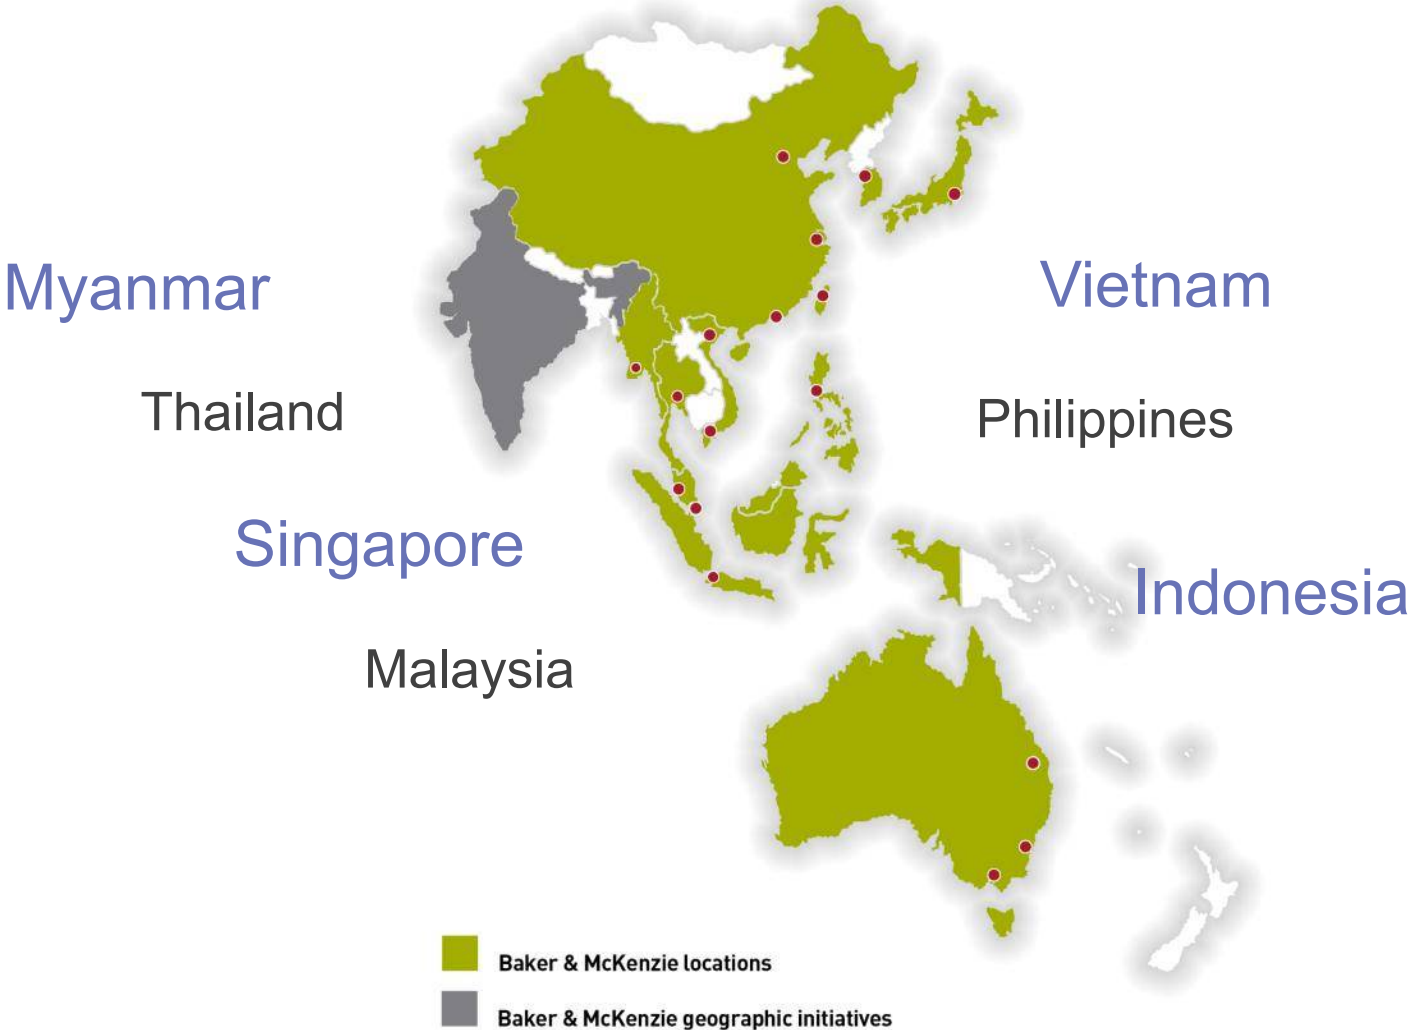 Myanmar
Vietnam
Thailand
Philippines
Singapore
Indonesia
Malaysia
Baker & McKenzie locations
Baker & McKenzie geographic initiatives